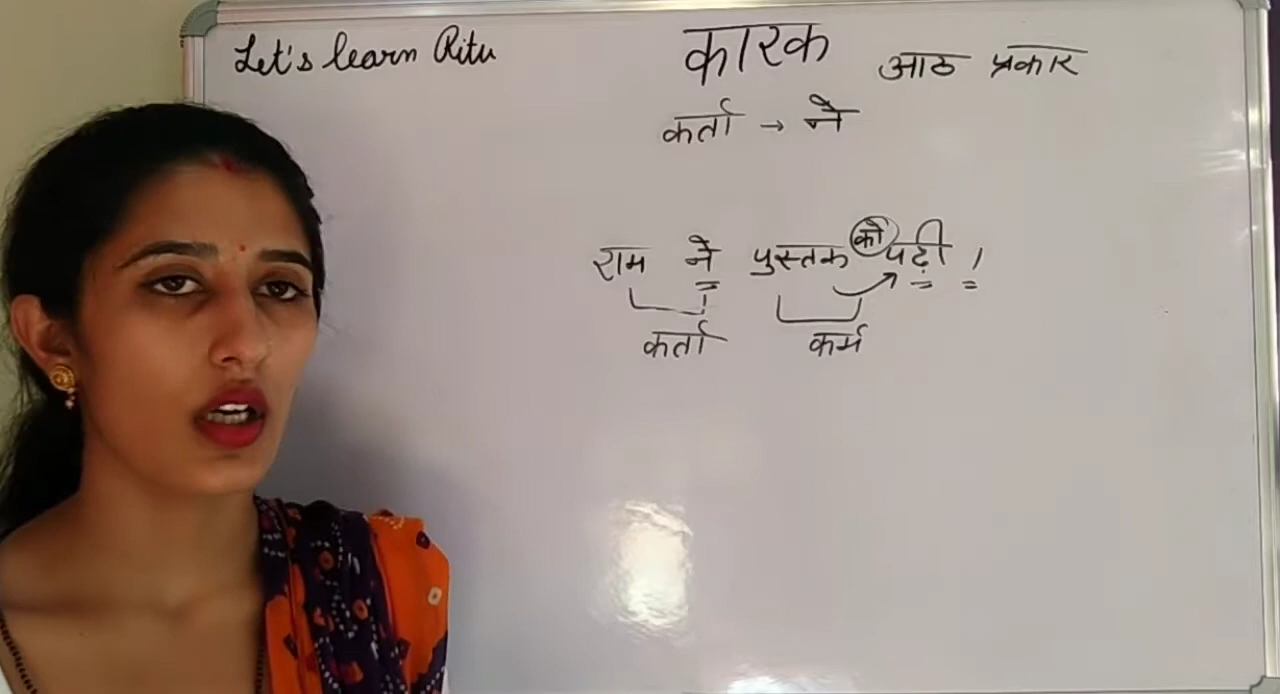 Let's learn Ritu
कारक आठ प्रकार
कर्ता → ने
राम ने पुस्तक को पढ़ी ।
कर्ता कर्म